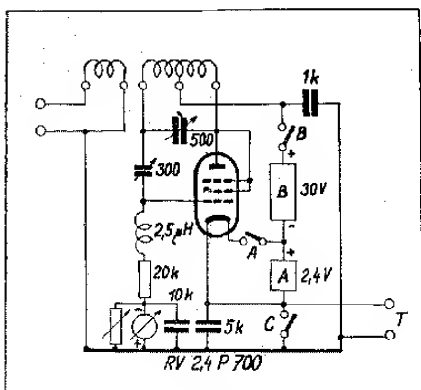 1k
500
B
+
300
B
30V
-
2,5µH
A
+
A
2,4V
20k
10k
5k
C
T
+
RV 2,4 P 700